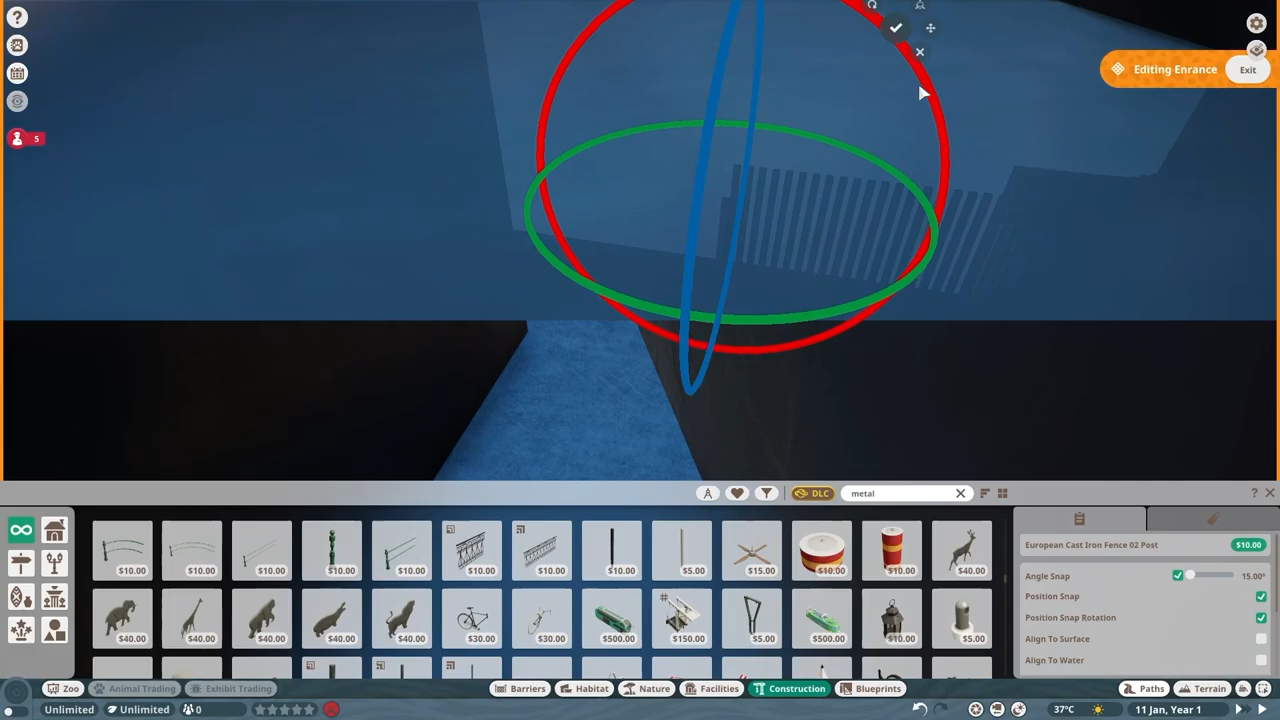 ?
Editing Enrance
Exit
5
DLC
metal
?
$10.00 $10.00 $10.00 $10.00 $10.00 $10.00 $10.00 $10.00 $5.00 $15.00 $10.00 $10.00 $40.00
European Cast Iron Fence 02 Post
$10.00
Angle Snap
15.00°
Position Snap
Position Snap Rotation
Align To Surface
Align To Water
$40.00 $40.00 $40.00 $40.00 $40.00 $30.00 $30.00 $500.00 $150.00 $5.00 $500.00 $10.00 $5.00
Zoo Animal Trading Exhibit Trading Barriers Habitat Nature Facilities Construction Blueprints Paths Terrain
Unlimited Unlimited 0 37°C 11 Jan, Year 1